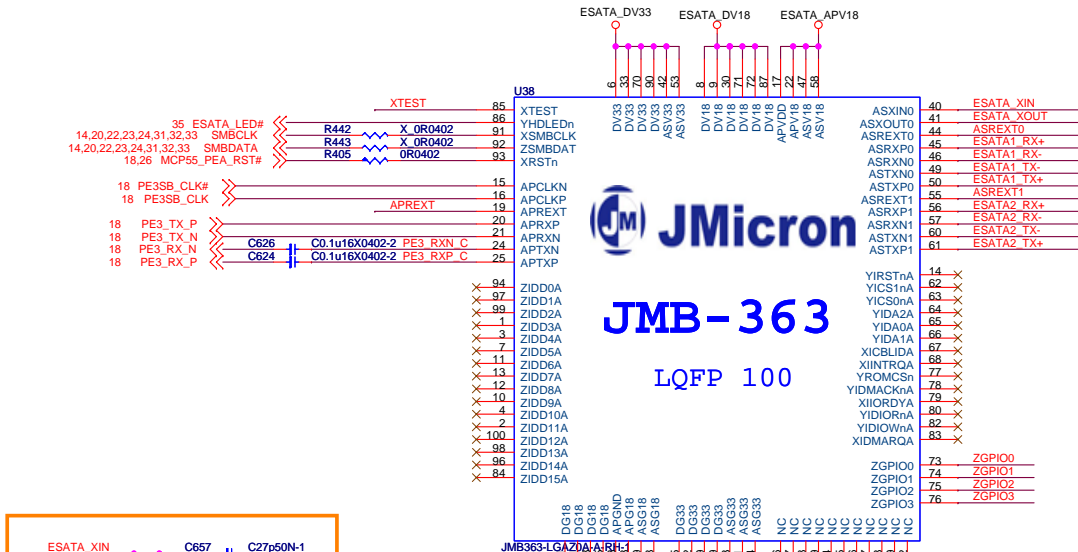 ESATA_DV33 ESATA_DV18 ESATA_APV18
6 33 70 90 42 53 8 9 30 71 72 87 17 22 47 58
DV33 DV33 DV33 DV33 ASV33 ASV33 DV18 DV18 DV18 DV18 DV18 DV18 APVDD APV18 ASV18 ASV18
U38
XTEST 85 XTEST
35 ESATA_LED# 86 YHDLEDn
14,20,22,23,24,31,32,33 SMBCLK R442 X_0R0402 91 XSMBCLK
14,20,22,23,24,31,32,33 SMBDATA R443 X_0R0402 92 ZSMBDAT
18,26 MCP55_PEA_RST# R405 0R0402 93 XRSTn
18 PE3SB_CLK# 15 APCLKN
18 PE3SB_CLK 16 APCLKP
APREXT 19 APREXT
18 PE3_TX_P 20 APRXP
18 PE3_TX_N 21 APRXN
18 PE3_RX_N C626 C0.1u16X0402-2 PE3_RXN_C 24 APTXN
18 PE3_RX_P C624 C0.1u16X0402-2 PE3_RXP_C 25 APTXP
94 ZIDD0A
97 ZIDD1A
99 ZIDD2A
1 ZIDD3A
3 ZIDD4A
7 ZIDD5A
11 ZIDD6A
13 ZIDD7A
12 ZIDD8A
10 ZIDD9A
4 ZIDD10A
2 ZIDD11A
100 ZIDD12A
98 ZIDD13A
96 ZIDD14A
84 ZIDD15A
JM JMicron
JMB-363
LQFP 100
ASXIN0 40 ESATA_XIN
ASXOUT0 41 ESATA_XOUT
ASREXT0 44 ASREXT0
ASRXP0 45 ESATA1_RX+
ASRXN0 46 ESATA1_RX-
ASTXN0 49 ESATA1_TX-
ASTXP0 50 ESATA1_TX+
ASREXT1 55 ASREXT1
ASRXP1 56 ESATA2_RX+
ASRXN1 57 ESATA2_RX-
ASTXN1 60 ESATA2_TX-
ASTXP1 61 ESATA2_TX+
YIRSTnA 14
YICS1nA 62
YICS0nA 63
YIDA2A 64
YIDA0A 65
YIDA1A 66
XICBLIDA 67
XIINTRQA 68
YROMCSn 77
YIDMACKnA 78
XIIORDYA 79
YIDIORnA 80
YIDIOWnA 82
XIDMARQA 83
ZGPIO0 73 ZGPIO0
ZGPIO1 74 ZGPIO1
ZGPIO2 75 ZGPIO2
ZGPIO3 76 ZGPIO3
DG18 DG18 DG18 APGND APG18 ASG18 ASG18 DG33 DG33 DG33 DG33 ASG33 ASG33 ASG33 NC NC NC NC NC NC NC NC NC NC
JMB363-LGAZ0A-A-RH-1
ESATA_XIN C657 C27p50N-1